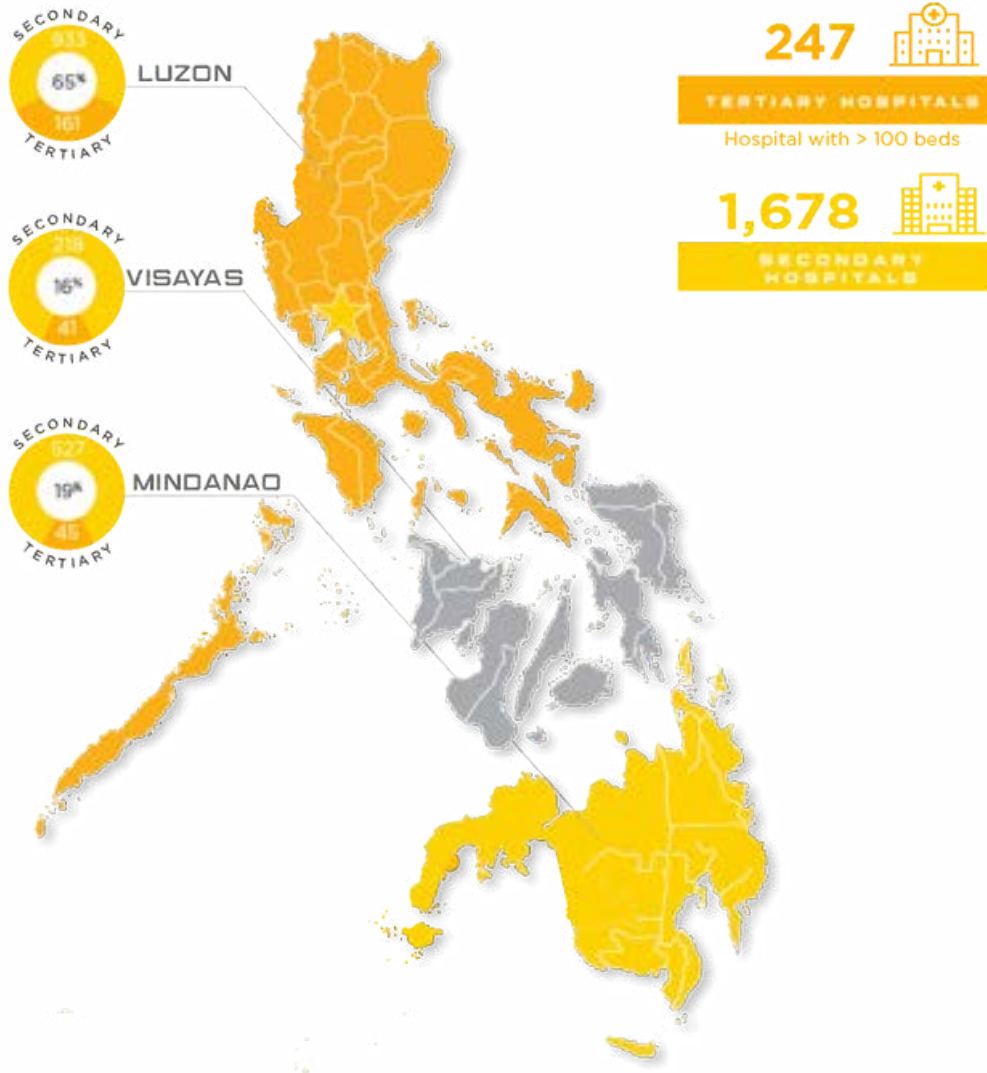 SECONDARY
933
65%
161
TERTIARY
LUZON
SECONDARY
218
16%
41
TERTIARY
VISAYAS
SECONDARY
527
19%
45
TERTIARY
MINDANAO
247
TERTIARY HOSPITALS
Hospital with > 100 beds
1,678
SECONDARY
HOSPITALS